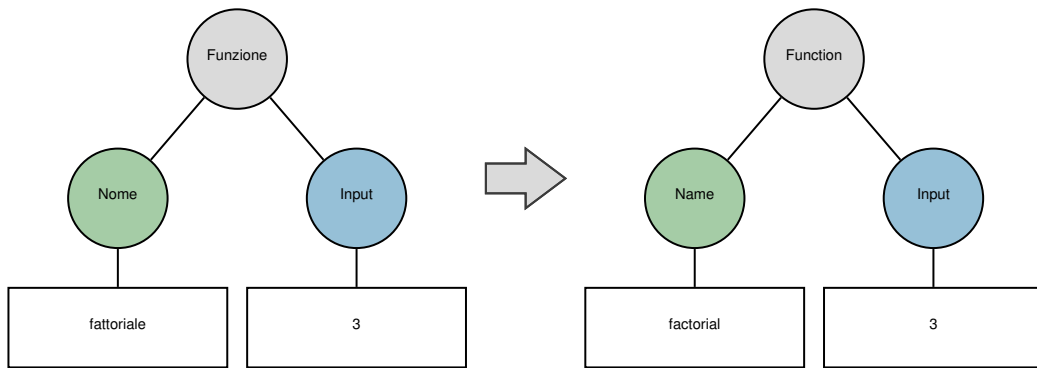 Funzione
Nome
Input
fattoriale
3
Function
Name
Input
factorial
3